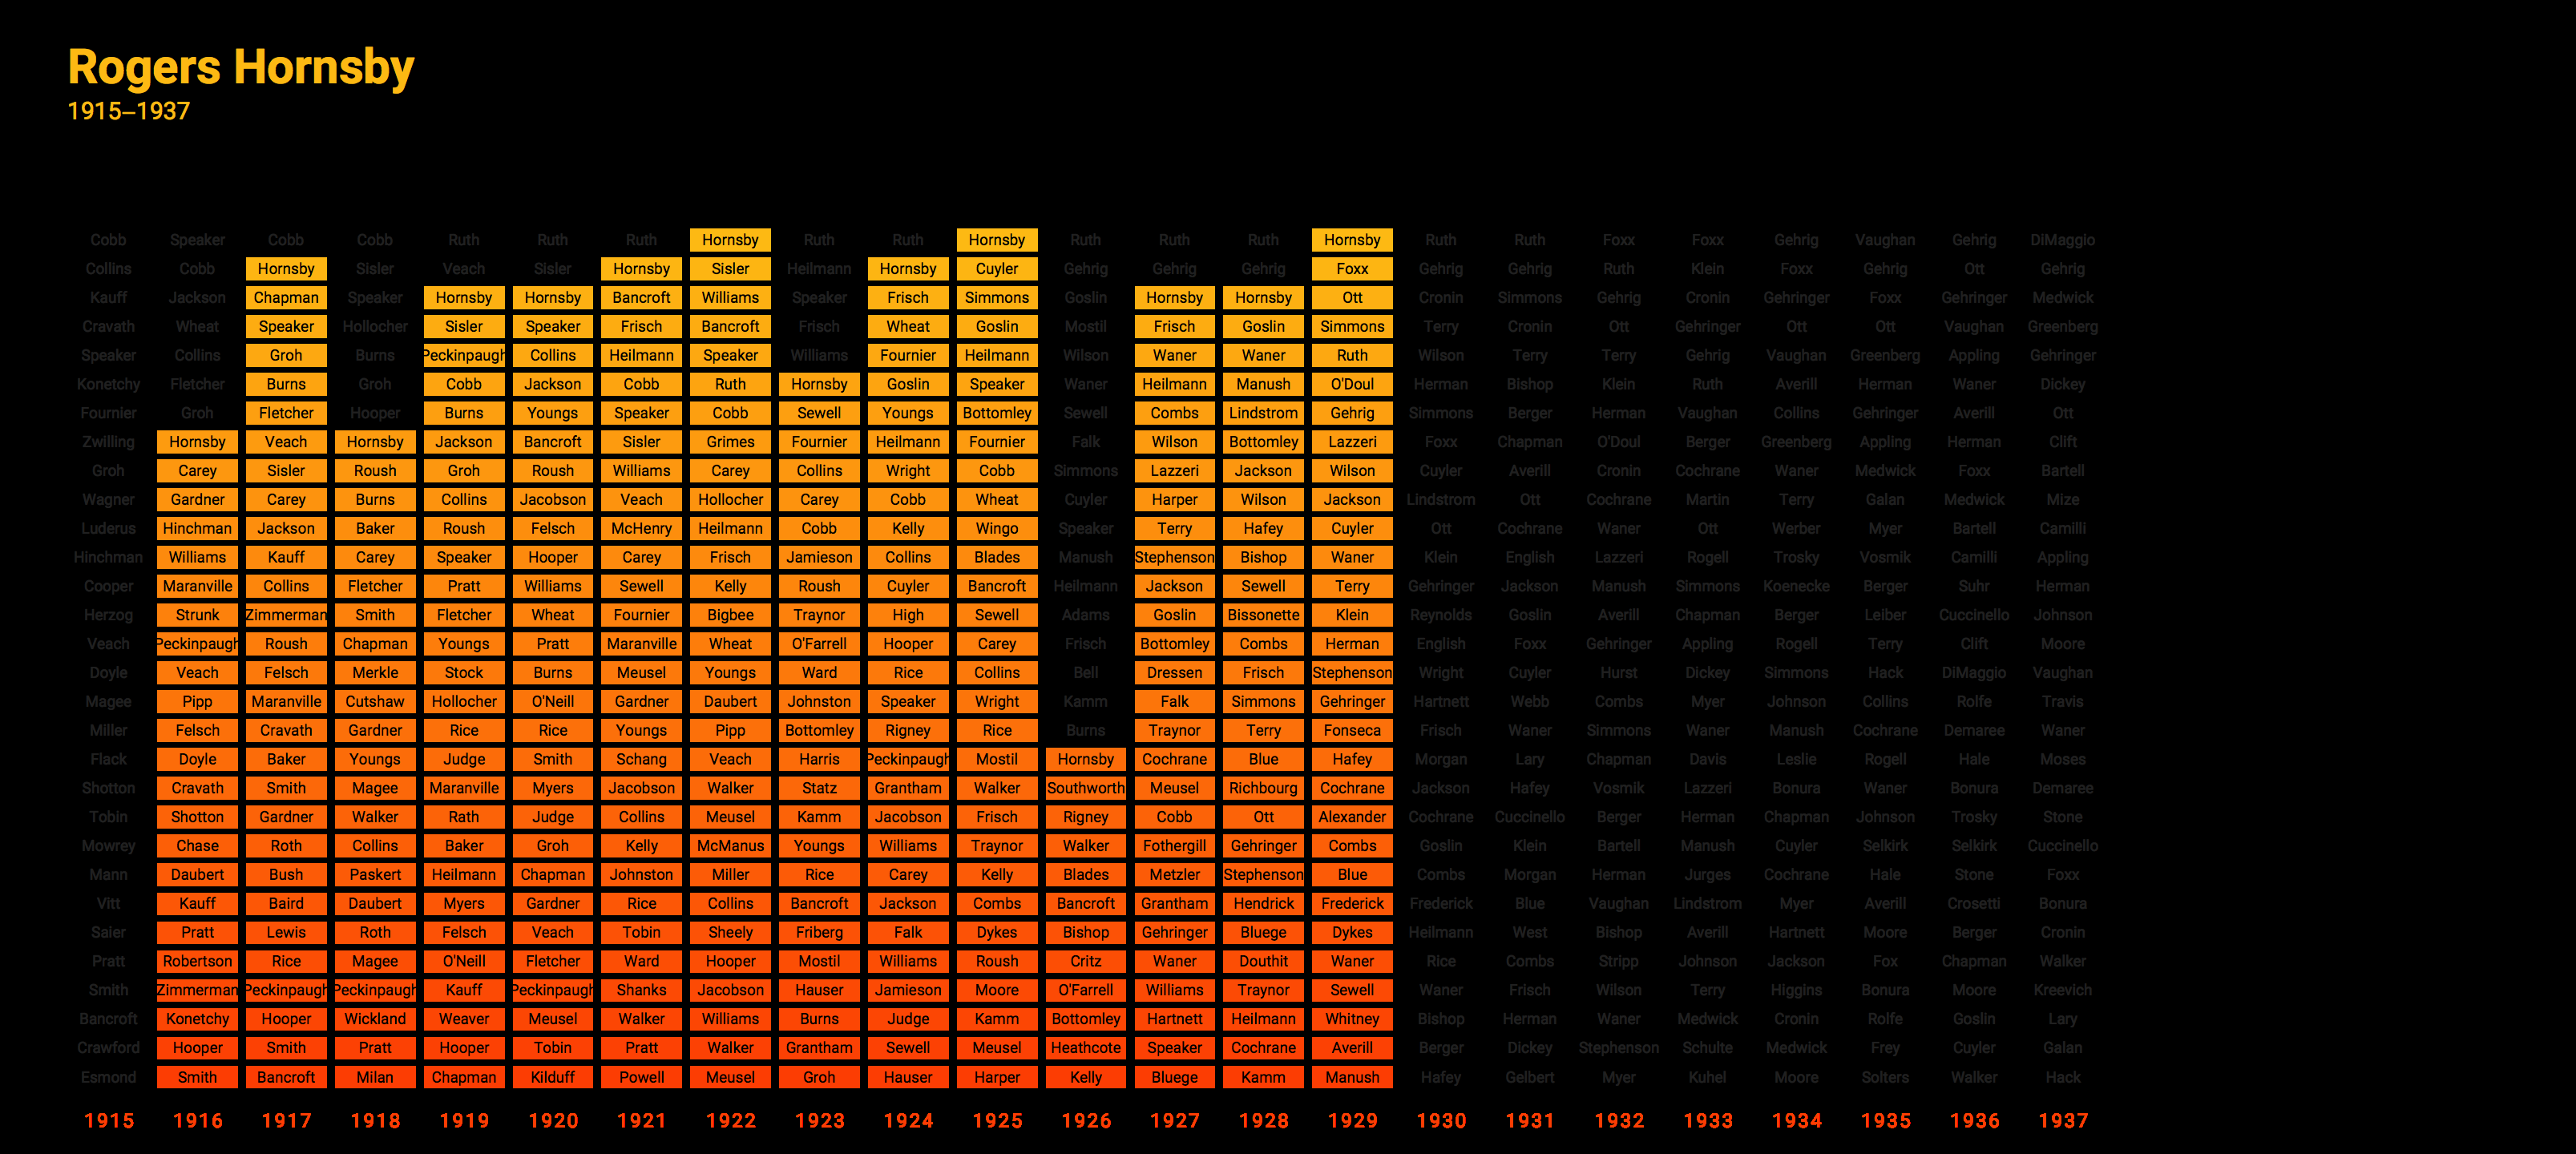 Rogers Hornsby
1915–1937
Cobb Speaker Cobb Cobb Ruth Ruth Ruth Hornsby Ruth Ruth Hornsby Ruth Ruth Ruth Hornsby Ruth Ruth Foxx Foxx Gehrig Vaughan Gehrig DiMaggio
Collins Cobb Hornsby Sisler Veach Sisler Hornsby Sisler Heilmann Hornsby Cuyler Gehrig Gehrig Gehrig Foxx Gehrig Gehrig Ruth Klein Foxx Gehrig Ott Gehrig
Kauff Jackson Chapman Speaker Hornsby Hornsby Bancroft Williams Speaker Frisch Simmons Goslin Hornsby Hornsby Ott Cronin Simmons Gehrig Cronin Gehringer Foxx Gehringer Medwick
Cravath Wheat Speaker Hollocher Sisler Speaker Frisch Bancroft Frisch Wheat Goslin Mostil Frisch Goslin Simmons Terry Cronin Ott Gehringer Ott Ott Vaughan Greenberg
Speaker Collins Groh Burns Peckinpaugh Collins Heilmann Speaker Williams Fournier Heilmann Wilson Waner Waner Ruth Wilson Terry Terry Gehrig Vaughan Greenberg Appling Gehringer
Konetchy Fletcher Burns Groh Cobb Jackson Cobb Ruth Hornsby Goslin Speaker Waner Heilmann Manush O'Doul Herman Bishop Klein Ruth Averill Herman Waner Dickey
Fournier Groh Fletcher Hooper Burns Youngs Speaker Cobb Sewell Youngs Bottomley Sewell Combs Lindstrom Gehrig Simmons Berger Herman Vaughan Collins Gehringer Averill Ott
Zwilling Hornsby Veach Hornsby Jackson Bancroft Sisler Grimes Fournier Heilmann Fournier Falk Wilson Bottomley Lazzeri Foxx Chapman O'Doul Berger Greenberg Appling Herman Clift
Groh Carey Sisler Roush Groh Roush Williams Carey Collins Wright Cobb Simmons Lazzeri Jackson Wilson Cuyler Averill Cronin Cochrane Waner Medwick Foxx Bartell
Wagner Gardner Carey Burns Collins Jacobson Veach Hollocher Carey Cobb Wheat Cuyler Harper Wilson Jackson Lindstrom Ott Cochrane Martin Terry Galan Medwick Mize
Luderus Hinchman Jackson Baker Roush Felsch McHenry Heilmann Cobb Kelly Wingo Speaker Terry Hafey Cuyler Ott Cochrane Waner Ott Werber Myer Bartell Camilli
Hinchman Williams Kauff Carey Speaker Hooper Carey Frisch Jamieson Collins Blades Manush Stephenson Bishop Waner Klein English Lazzeri Rogell Trosky Vosmik Camilli Appling
Cooper Maranville Collins Fletcher Pratt Williams Sewell Kelly Roush Cuyler Bancroft Heilmann Jackson Sewell Terry Gehringer Jackson Manush Simmons Koenecke Berger Suhr Herman
Herzog Strunk Zimmerman Smith Fletcher Wheat Fournier Bigbee Traynor High Sewell Adams Goslin Bissonette Klein Reynolds Goslin Averill Chapman Berger Leiber Cuccinello Johnson
Veach Peckinpaugh Roush Chapman Youngs Pratt Maranville Wheat O'Farrell Hooper Carey Frisch Bottomley Combs Herman English Foxx Gehringer Appling Rogell Terry Clift Moore
Doyle Veach Felsch Merkle Stock Burns Meusel Youngs Ward Rice Collins Bell Dressen Frisch Stephenson Wright Cuyler Hurst Dickey Simmons Hack DiMaggio Vaughan
Magee Pipp Maranville Cutshaw Hollocher O'Neill Gardner Daubert Johnston Speaker Wright Kamm Falk Simmons Gehringer Hartnett Webb Combs Myer Johnson Collins Rolfe Travis
Miller Felsch Cravath Gardner Rice Rice Youngs Pipp Bottomley Rigney Rice Burns Traynor Terry Fonseca Frisch Waner Simmons Waner Manush Cochrane Demaree Waner
Flack Doyle Baker Youngs Judge Smith Schang Veach Harris Peckinpaugh Mostil Hornsby Cochrane Blue Hafey Morgan Lary Chapman Davis Leslie Rogell Hale Moses
Shotton Cravath Smith Magee Maranville Myers Jacobson Walker Statz Grantham Walker Southworth Meusel Richbourg Cochrane Jackson Hafey Vosmik Lazzeri Bonura Waner Bonura Demaree
Tobin Shotton Gardner Walker Rath Judge Collins Meusel Kamm Jacobson Frisch Rigney Cobb Ott Alexander Cochrane Cuccinello Berger Herman Chapman Johnson Trosky Stone
Mowrey Chase Roth Collins Baker Groh Kelly McManus Youngs Williams Traynor Walker Fothergill Gehringer Combs Goslin Klein Bartell Manush Cuyler Selkirk Selkirk Cuccinello
Mann Daubert Bush Paskert Heilmann Chapman Johnston Miller Rice Carey Kelly Blades Metzler Stephenson Blue Combs Morgan Herman Jurges Cochrane Hale Stone Foxx
Vitt Kauff Baird Daubert Myers Gardner Rice Collins Bancroft Jackson Combs Bancroft Grantham Hendrick Frederick Frederick Blue Vaughan Lindstrom Myer Averill Crosetti Bonura
Saier Pratt Lewis Roth Felsch Veach Tobin Sheely Friberg Falk Dykes Bishop Gehringer Bluege Dykes Heilmann West Bishop Averill Hartnett Moore Berger Cronin
Pratt Robertson Rice Magee O'Neill Fletcher Ward Hooper Mostil Williams Roush Critz Waner Douthit Waner Rice Combs Stripp Johnson Jackson Fox Chapman Walker
Smith Zimmerman Peckinpaugh Peckinpaugh Kauff Peckinpaugh Shanks Jacobson Hauser Jamieson Moore O'Farrell Williams Traynor Sewell Waner Frisch Wilson Terry Higgins Bonura Moore Kreevich
Bancroft Konetchy Hooper Wickland Weaver Meusel Walker Williams Burns Judge Kamm Bottomley Hartnett Heilmann Whitney Bishop Herman Waner Medwick Cronin Rolfe Goslin Lary
Crawford Hooper Smith Pratt Hooper Tobin Pratt Walker Grantham Sewell Meusel Heathcote Speaker Cochrane Averill Berger Dickey Stephenson Schulte Medwick Frey Cuyler Galan
Esmond Smith Bancroft Milan Chapman Kilduff Powell Meusel Groh Hauser Harper Kelly Bluege Kamm Manush Hafey Gelbert Myer Kuhel Moore Solters Walker Hack
1915 1916 1917 1918 1919 1920 1921 1922 1923 1924 1925 1926 1927 1928 1929 1930 1931 1932 1933 1934 1935 1936 1937